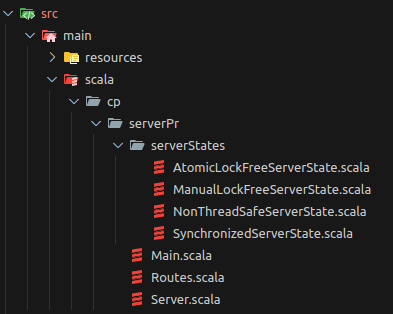 src
main
resources
scala
cp
serverPr
serverStates
AtomicLockFreeServerState.scala
ManualLockFreeServerState.scala
NonThreadSafeServerState.scala
SynchronizedServerState.scala
Main.scala
Routes.scala
Server.scala